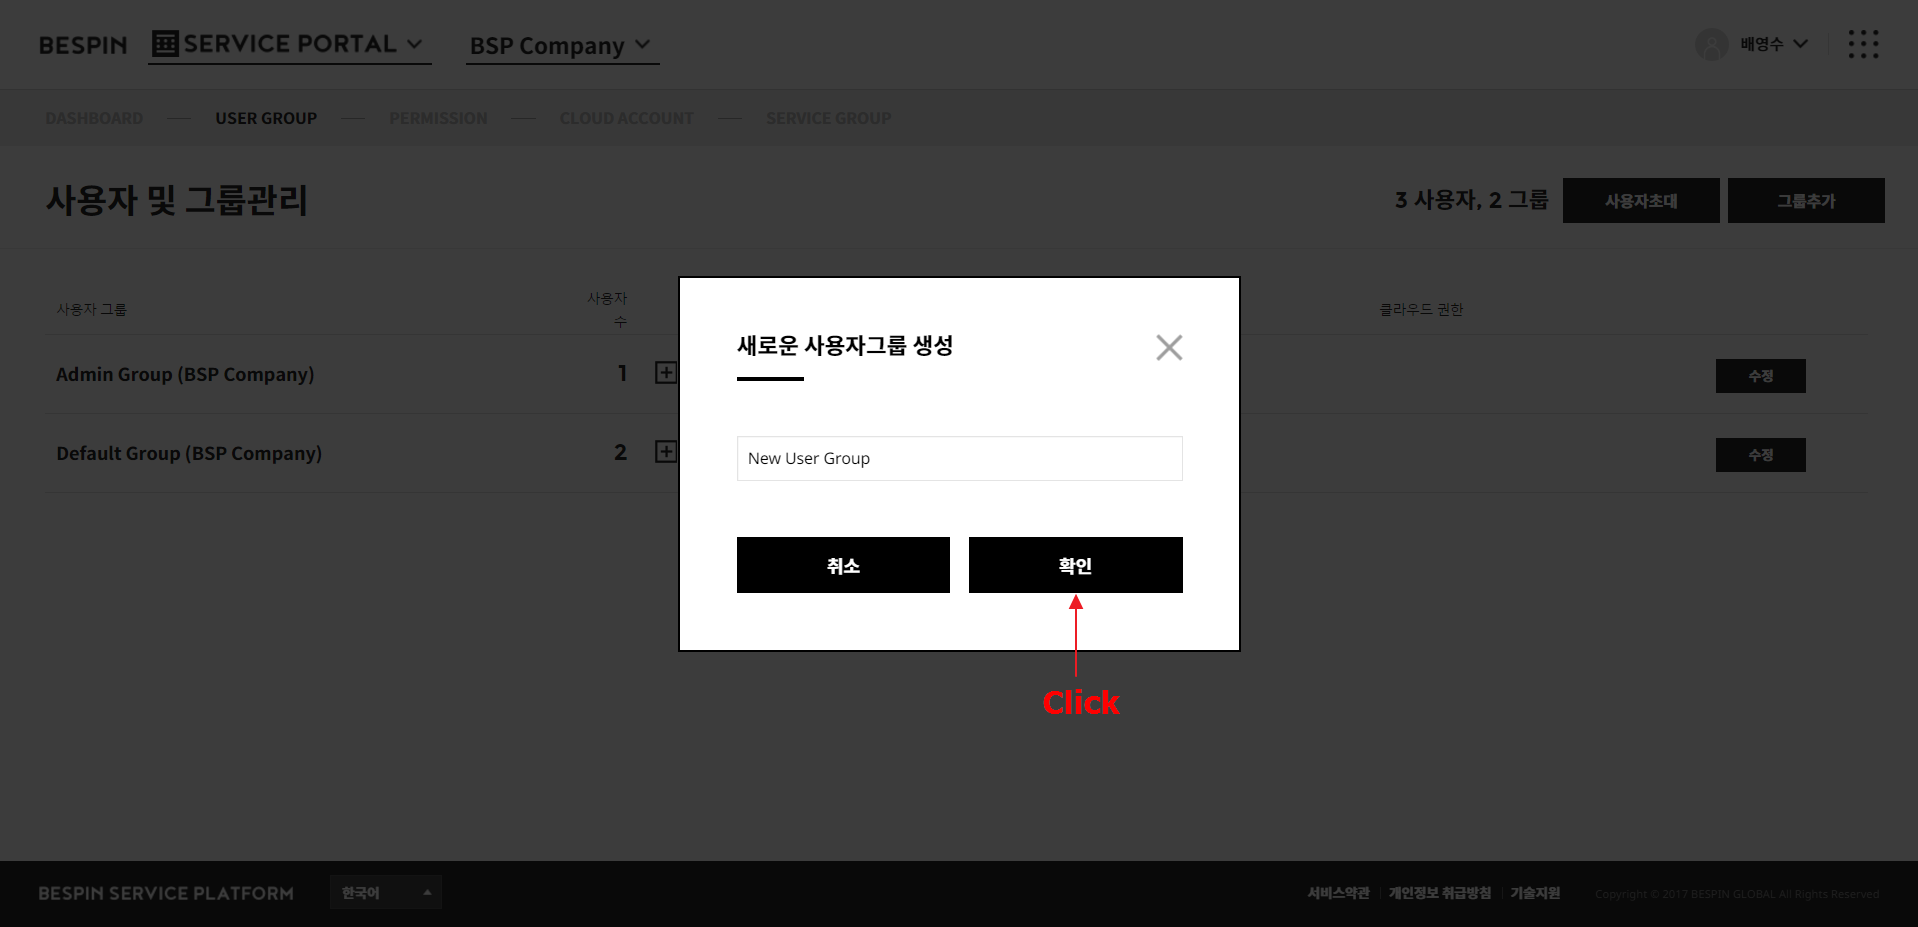 BESPIN SERVICE PORTAL BSP Company 배영수
DASHBOARD USER GROUP PERMISSION CLOUD ACCOUNT SERVICE GROUP
사용자 및 그룹관리 3 사용자, 2 그룹 사용자초대 그룹추가
사용자 그룹 사용자 수 클라우드 권한
Admin Group (BSP Company) 1 수정
Default Group (BSP Company) 2 수정
새로운 사용자그룹 생성
New User Group
취소 확인
Click
BESPIN SERVICE PLATFORM 한국어 서비스약관 개인정보 취급방침 기술지원 Copyright © 2017 BESPIN GLOBAL All Rights Reserved